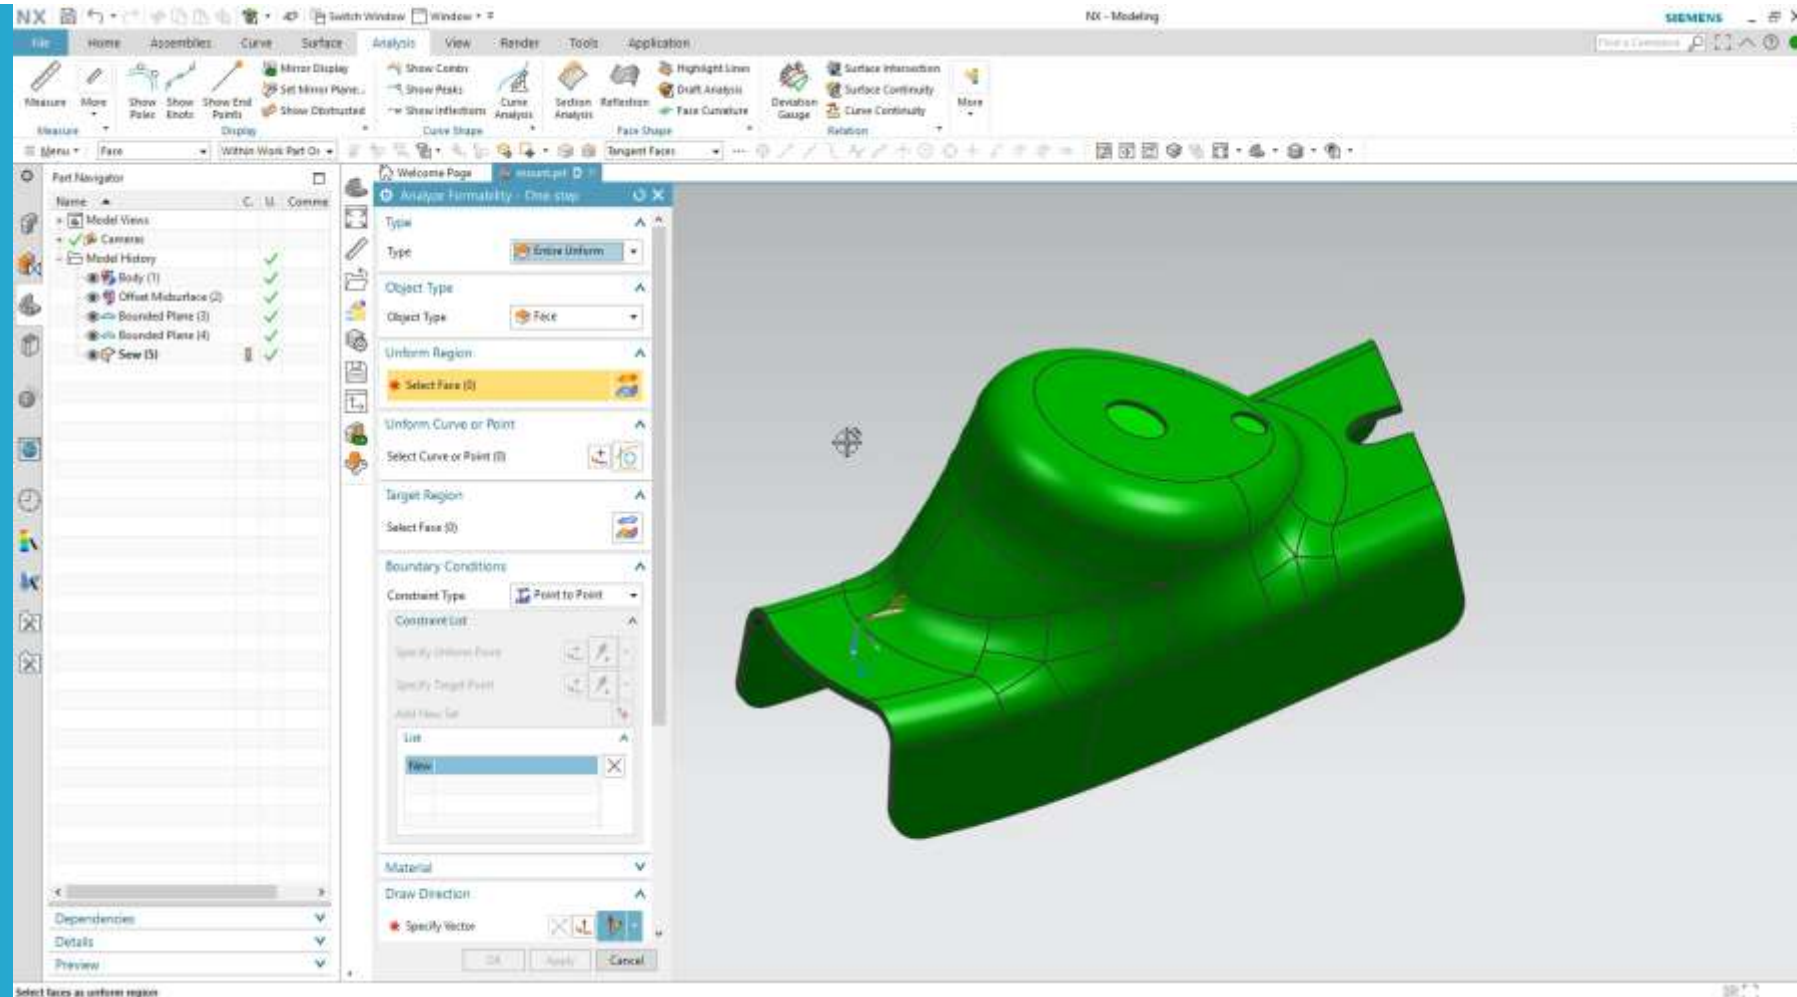 NX Switch Window Window NX - Modeling SIEMENS
File Home Assemblies Curve Surface Analysis View Render Tools Application Find a Command
Mirror Display Show Comb Highlight Lines Surface Intersection
Set Mirror Plane... Show Peaks Draft Analysis Surface Continuity
Measure More Show Poles Show Knots Show End Points Show Obstructed Show Inflections Curve Analysis Section Analysis Reflection Face Curvature Deviation Gauge Curve Continuity More
Measure Display Curve Shape Face Shape Relation
Menu Face Within Work Part On Tangent Faces
Part Navigator
Name C. U. Comme
Model Views
Cameras
Model History
Body (1)
Offset Midsurface (2)
Bounded Plane (3)
Bounded Plane (4)
Sew (5)
Dependencies
Details
Preview
Welcome Page mount.prt
Analyze Formability - One-step
Type
Type Entire Unform
Object Type
Object Type Face
Unform Region
Select Face (0)
Unform Curve or Point
Select Curve or Point (0)
Target Region
Select Face (0)
Boundary Conditions
Constraint Type Point to Point
Constraint List
Specify Unform Point
Specify Target Point
Add New Set
List
New
Material
Draw Direction
Specify Vector
OK Apply Cancel
Select faces as unform region